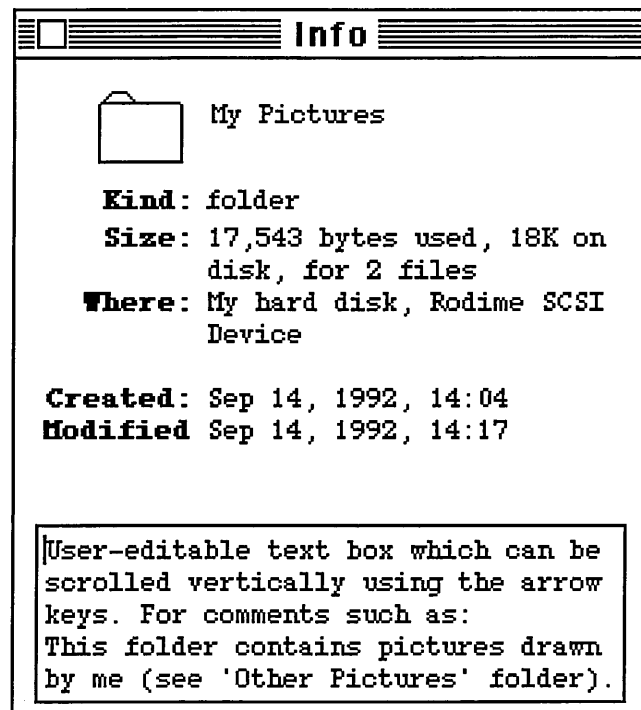 Info
My Pictures
Kind: folder
Size: 17,543 bytes used, 18K on
disk, for 2 files
Where: My hard disk, Rodime SCSI
Device
Created: Sep 14, 1992, 14:04
Modified Sep 14, 1992, 14:17
User-editable text box which can be
scrolled vertically using the arrow
keys. For comments such as:
This folder contains pictures drawn
by me (see 'Other Pictures' folder).